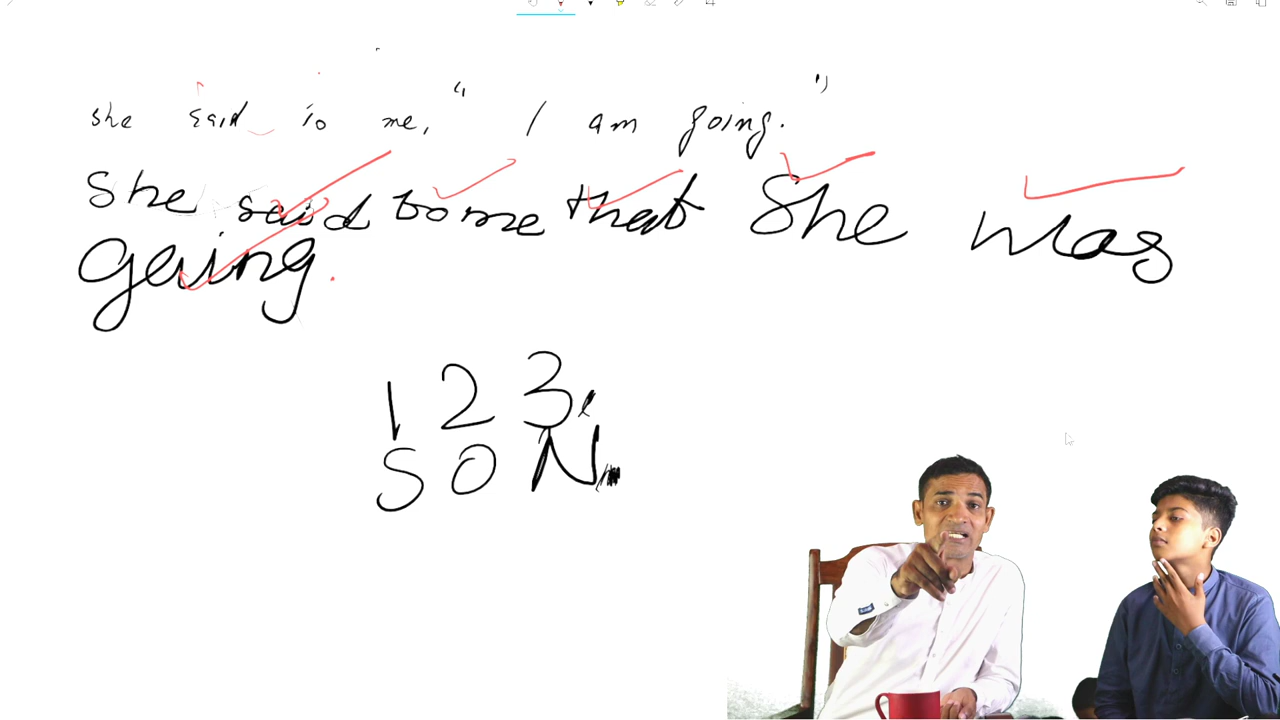 she said to me, " I am going. "
She said to me that She was
going.
1 2 3
S O N